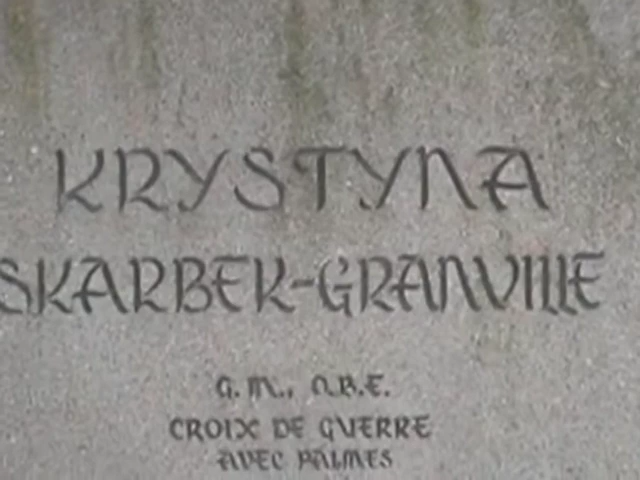 KRYSTYNA
SKARBEK-GRANVILLE
G.M., O.B.E.
CROIX DE GUERRE
AVEC PALMES